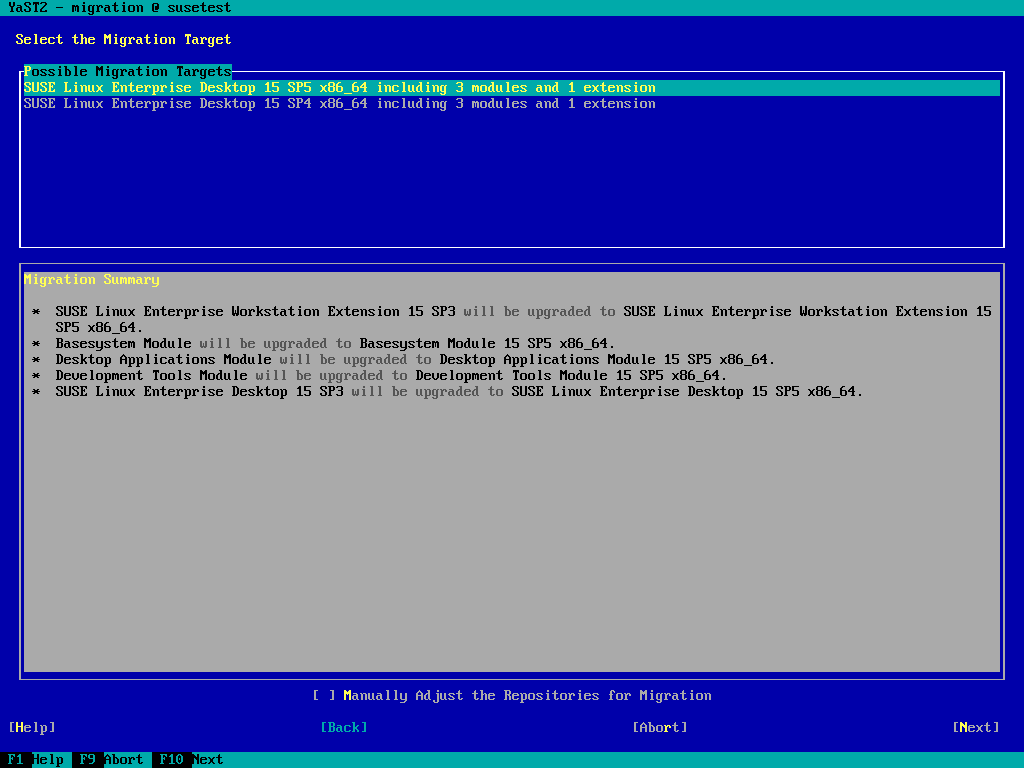 YaST2 - migration @ susetest
Select the Migration Target
Possible Migration Targets
SUSE Linux Enterprise Desktop 15 SP5 x86_64 including 3 modules and 1 extension
SUSE Linux Enterprise Desktop 15 SP4 x86_64 including 3 modules and 1 extension
Migration Summary
* SUSE Linux Enterprise Workstation Extension 15 SP3 will be upgraded to SUSE Linux Enterprise Workstation Extension 15
SP5 x86_64.
* Basesystem Module will be upgraded to Basesystem Module 15 SP5 x86_64.
* Desktop Applications Module will be upgraded to Desktop Applications Module 15 SP5 x86_64.
* Development Tools Module will be upgraded to Development Tools Module 15 SP5 x86_64.
* SUSE Linux Enterprise Desktop 15 SP3 will be upgraded to SUSE Linux Enterprise Desktop 15 SP5 x86_64.
[ ] Manually Adjust the Repositories for Migration
[Help] [Back] [Abort] [Next]
F1 Help F9 Abort F10 Next